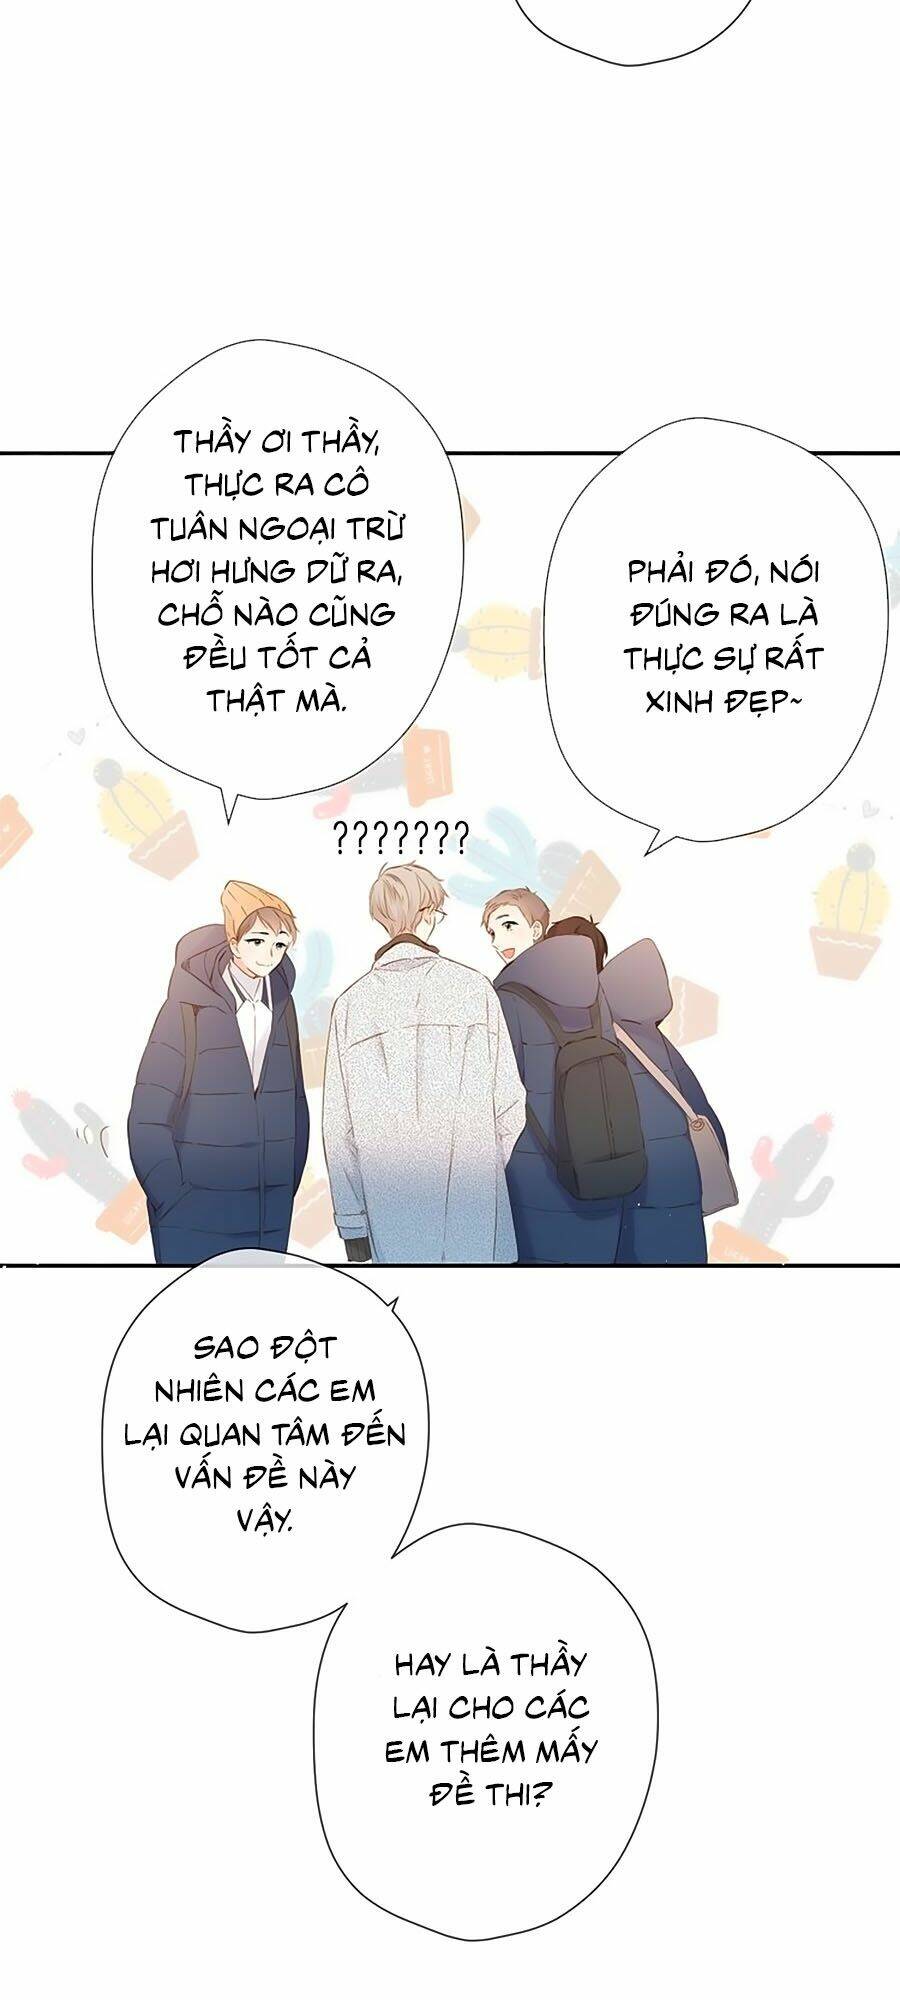 THẦY ƠI THẦY,
THỰC RA CÔ
TUÂN NGOẠI TRỪ
HƠI HƯNG DỮ RA,
CHỖ NÀO CŨNG
ĐỀU TỐT CẢ
THẬT MÀ.
PHẢI ĐÓ, NÓI
ĐÚNG RA LÀ
THỰC SỰ RẤT
XINH ĐẸP~
???????
LUCKY
SAO ĐỘT
NHIÊN CÁC EM
LẠI QUAN TÂM ĐẾN
VẤN ĐỀ NÀY
VẬY.
HAY LÀ THẦY
LẠI CHO CÁC
EM THÊM MẤY
ĐỀ THI?